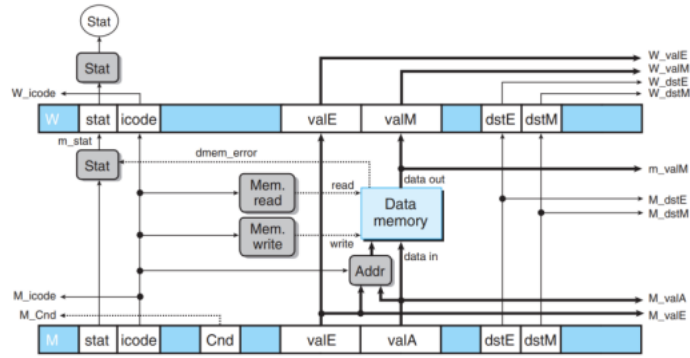 Stat
W_valE
W_valM
Stat
W_dstE
W_icode
W_dstM
W stat icode valE valM dstE dstM
m_stat
dmem_error
Stat
data out
m_valM
Mem. read
read
Data memory
M_dstE
M_dstM
Mem. write
write
data in
Addr
M_icode
M_valA
M_Cnd
M_valE
M stat icode Cnd valE valA dstE dstM